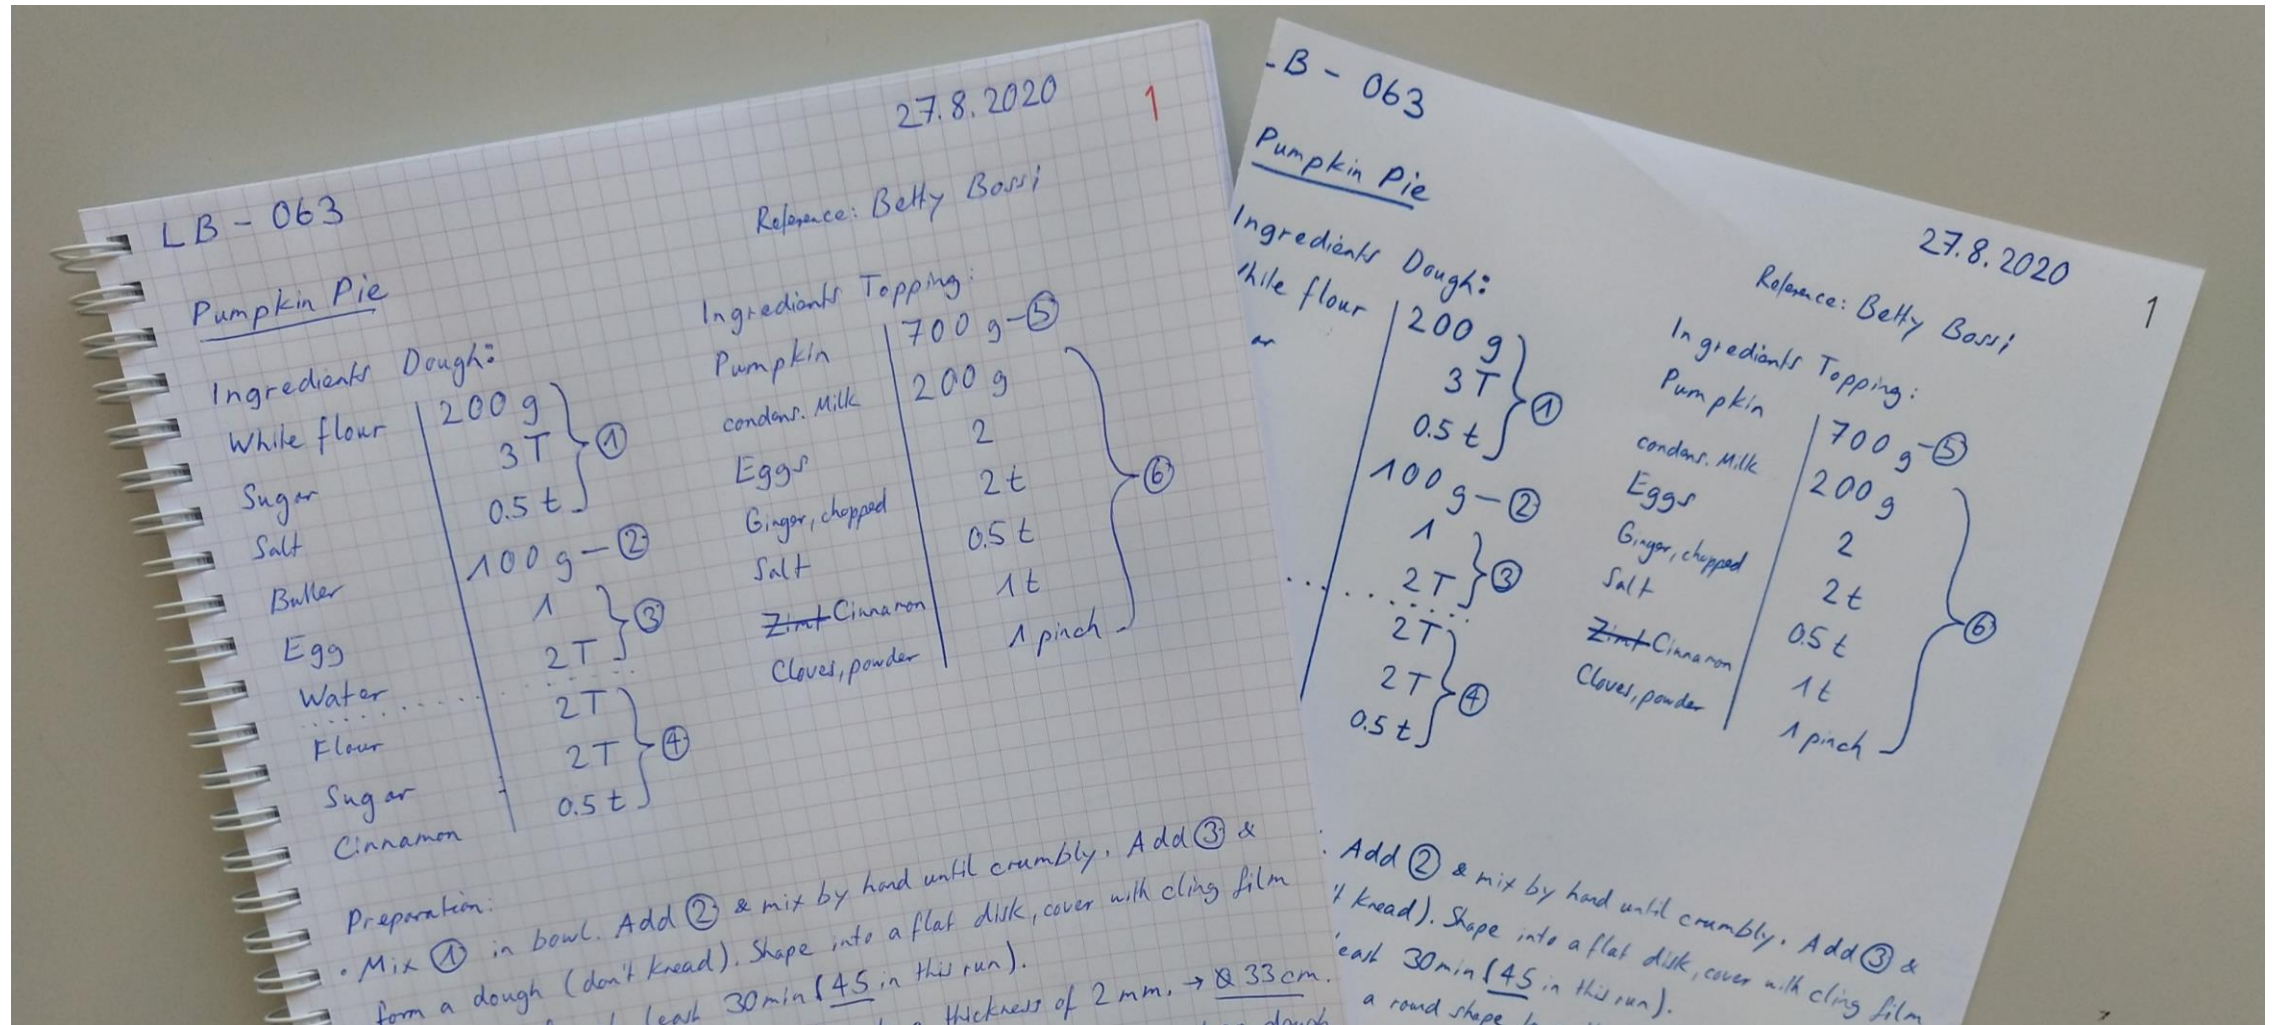 27.8.2020 1
LB - 063
Reference: Betty Bossi
Pumpkin Pie
Ingredients Dough:
White flour 200 g
Sugar 3 T
Salt 0.5 t
} ①
Butter 100 g - ②
Egg 1
Water 2 T
} ③
Flour 2 T
Sugar 2 T
Cinnamon 0.5 t
} ④
Ingredients Topping:
Pumpkin 700 g - ⑤
condens. Milk 200 g
Eggs 2
Ginger, chopped 2 t
Salt 0.5 t
Zimt Cinnamon 1 t
Cloves, powder 1 pinch
} ⑥
Preparation:
• Mix ① in bowl. Add ② & mix by hand until crumbly. Add ③ &
form a dough (don't knead). Shape into a flat disk, cover with cling film
least 30 min (45 in this run).
thickness of 2 mm. → Ø 33 cm.
dough
-B - 063
Pumpkin Pie
27.8.2020 1
Reference: Betty Bossi
Ingredients Dough:
hite flour 200 g
ar 3 T
0.5 t
} ①
100 g - ②
1
2 T
} ③
2 T
2 T
0.5 t
} ④
Ingredients Topping:
Pumpkin 700 g - ⑤
condens. Milk 200 g
Eggs 2
Ginger, chopped 2 t
Salt 0.5 t
Zimt Cinnamon 1 t
Cloves, powder 1 pinch
} ⑥
. Add ② & mix by hand until crumbly. Add ③ &
't knead). Shape into a flat disk, cover with cling film
east 30 min (45 in this run).
a round shape